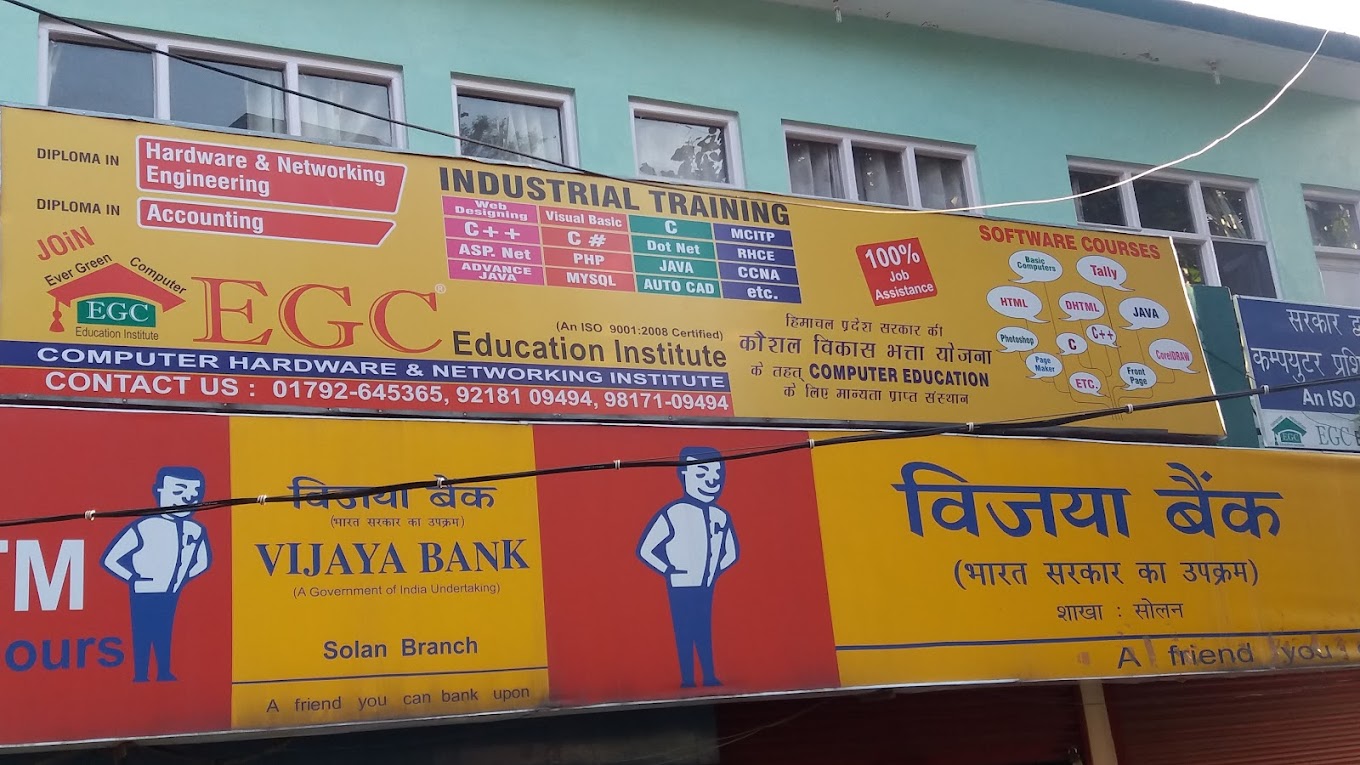 DIPLOMA IN
Hardware & Networking
Engineering
DIPLOMA IN
Accounting
JOiN
Ever Green Computer
EGC
Education Institute
EGC®
(An ISO 9001:2008 Certified)
Education Institute
COMPUTER HARDWARE & NETWORKING INSTITUTE
CONTACT US : 01792-645365, 92181 09494, 98171-09494
INDUSTRIAL TRAINING
Web Designing
Visual Basic
C
MCITP
C++
C #
Dot Net
RHCE
ASP. Net
PHP
JAVA
CCNA
ADVANCE JAVA
MYSQL
AUTO CAD
etc.
100%
Job
Assistance
हिमाचल प्रदेश सरकार की
कौशल विकास भत्ता योजना
के तहत् COMPUTER EDUCATION
के लिए मान्यता प्राप्त संस्थान
SOFTWARE COURSES
Basic
Computers
Tally
HTML
DHTML
JAVA
Photoshop
C
C++
CorelDRAW
Page
Maker
ETC.
Front
Page
सरकार
कम्पयुटर
An ISO
EGC
EGC
TM
ours
विजया बैंक
(भारत सरकार का उपक्रम)
VIJAYA BANK
(A Government of India Undertaking)
Solan Branch
A friend you can bank upon
विजया बैंक
(भारत सरकार का उपक्रम)
शाखा : सोलन
A friend you